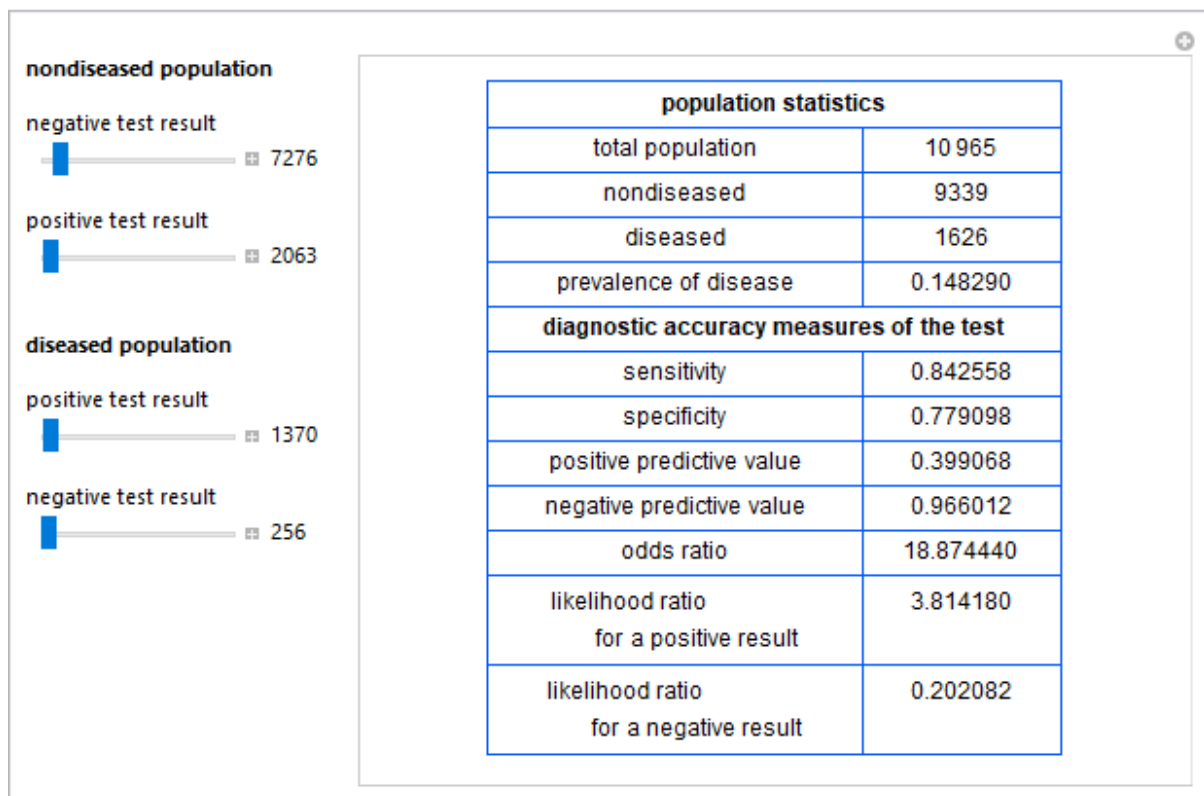 nondiseased population
negative test result
7276
positive test result
2063
diseased population
positive test result
1370
negative test result
256
population statistics
total population 10 965
nondiseased 9339
diseased 1626
prevalence of disease 0.148290
diagnostic accuracy measures of the test
sensitivity 0.842558
specificity 0.779098
positive predictive value 0.399068
negative predictive value 0.966012
odds ratio 18.874440
likelihood ratio 3.814180
for a positive result
likelihood ratio 0.202082
for a negative result